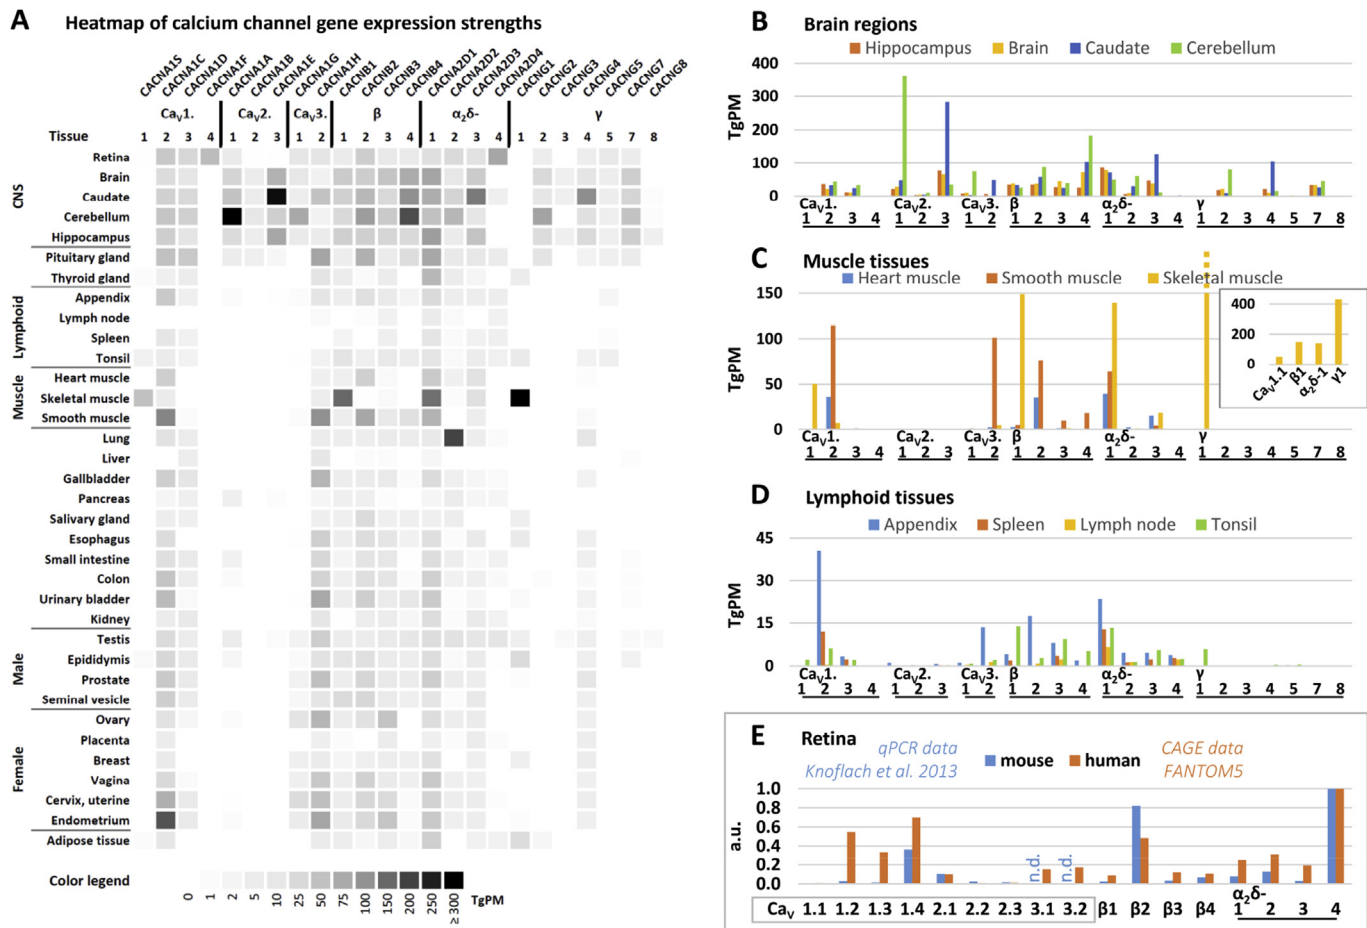 A Heatmap of calcium channel gene expression strengths
CACNA1S CACNA1C CACNA1D CACNA1F CACNA1A CACNA1B CACNA1E CACNA1G CACNA1H CACNB1 CACNB2 CACNB3 CACNB4 CACNA2D1 CACNA2D2 CACNA2D3 CACNA2D4 CACNG1 CACNG2 CACNG3 CACNG4 CACNG5 CACNG7 CACNG8
CaV1. CaV2. CaV3. β α2δ- γ
Tissue 1 2 3 4 1 2 3 1 2 1 2 3 4 1 2 3 4 1 2 3 4 5 7 8
CNS
Retina
Brain
Caudate
Cerebellum
Hippocampus
Pituitary gland
Thyroid gland
Lymphoid
Appendix
Lymph node
Spleen
Tonsil
Muscle
Heart muscle
Skeletal muscle
Smooth muscle
Lung
Liver
Gallbladder
Pancreas
Salivary gland
Esophagus
Small intestine
Colon
Urinary bladder
Kidney
Male
Testis
Epididymis
Prostate
Seminal vesicle
Female
Ovary
Placenta
Breast
Vagina
Cervix, uterine
Endometrium
Adipose tissue
Color legend
0 1 2 5 10 25 50 75 100 150 200 250 ≥300 TgPM
B Brain regions
Hippocampus Brain Caudate Cerebellum
TgPM
400
300
200
100
0
CaV1. CaV2. CaV3. β α2δ- γ
1 2 3 4 1 2 3 1 2 1 2 3 4 1 2 3 4 1 2 3 4 5 7 8
C Muscle tissues
Heart muscle Smooth muscle Skeletal muscle
TgPM
150
100
50
0
CaV1. CaV2. CaV3. β α2δ- γ
1 2 3 4 1 2 3 1 2 1 2 3 4 1 2 3 4 1 2 3 4 5 7 8
400
200
0
CaV1.1 β1 α2δ-1 γ1
D Lymphoid tissues
Appendix Spleen Lymph node Tonsil
TgPM
45
30
15
0
CaV1. CaV2. CaV3. β α2δ- γ
1 2 3 4 1 2 3 1 2 1 2 3 4 1 2 3 4 1 2 3 4 5 7 8
E Retina
qPCR data
Knoflach et al. 2013
mouse human
CAGE data
FANTOM5
a.u.
1.0
0.8
0.6
0.4
0.2
0.0
n.d. n.d.
α2δ-
CaV 1.1 1.2 1.3 1.4 2.1 2.2 2.3 3.1 3.2 β1 β2 β3 β4 1 2 3 4